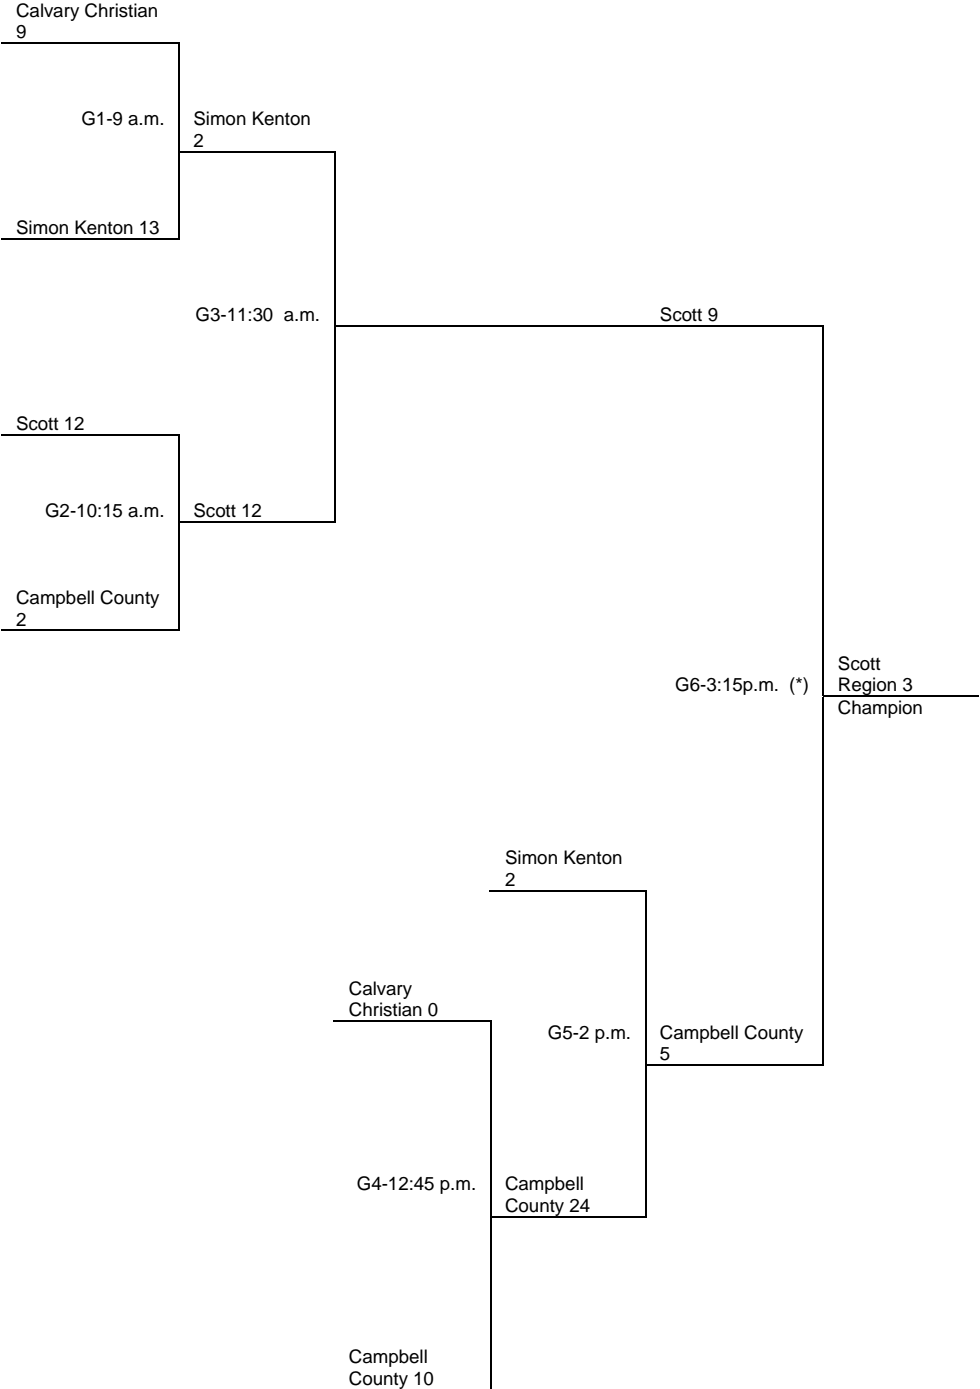 Calvary Christian
9
G1-9 a.m.
Simon Kenton
2
Simon Kenton 13
G3-11:30  a.m.
Scott 9
Scott 12
G2-10:15 a.m.
Scott 12
Campbell County
2
G6-3:15p.m.  (*)
Scott
Region 3
Champion
Simon Kenton
2
Calvary
Christian 0
G5-2 p.m.
Campbell County
5
G4-12:45 p.m.
Campbell
County 24
Campbell
County 10